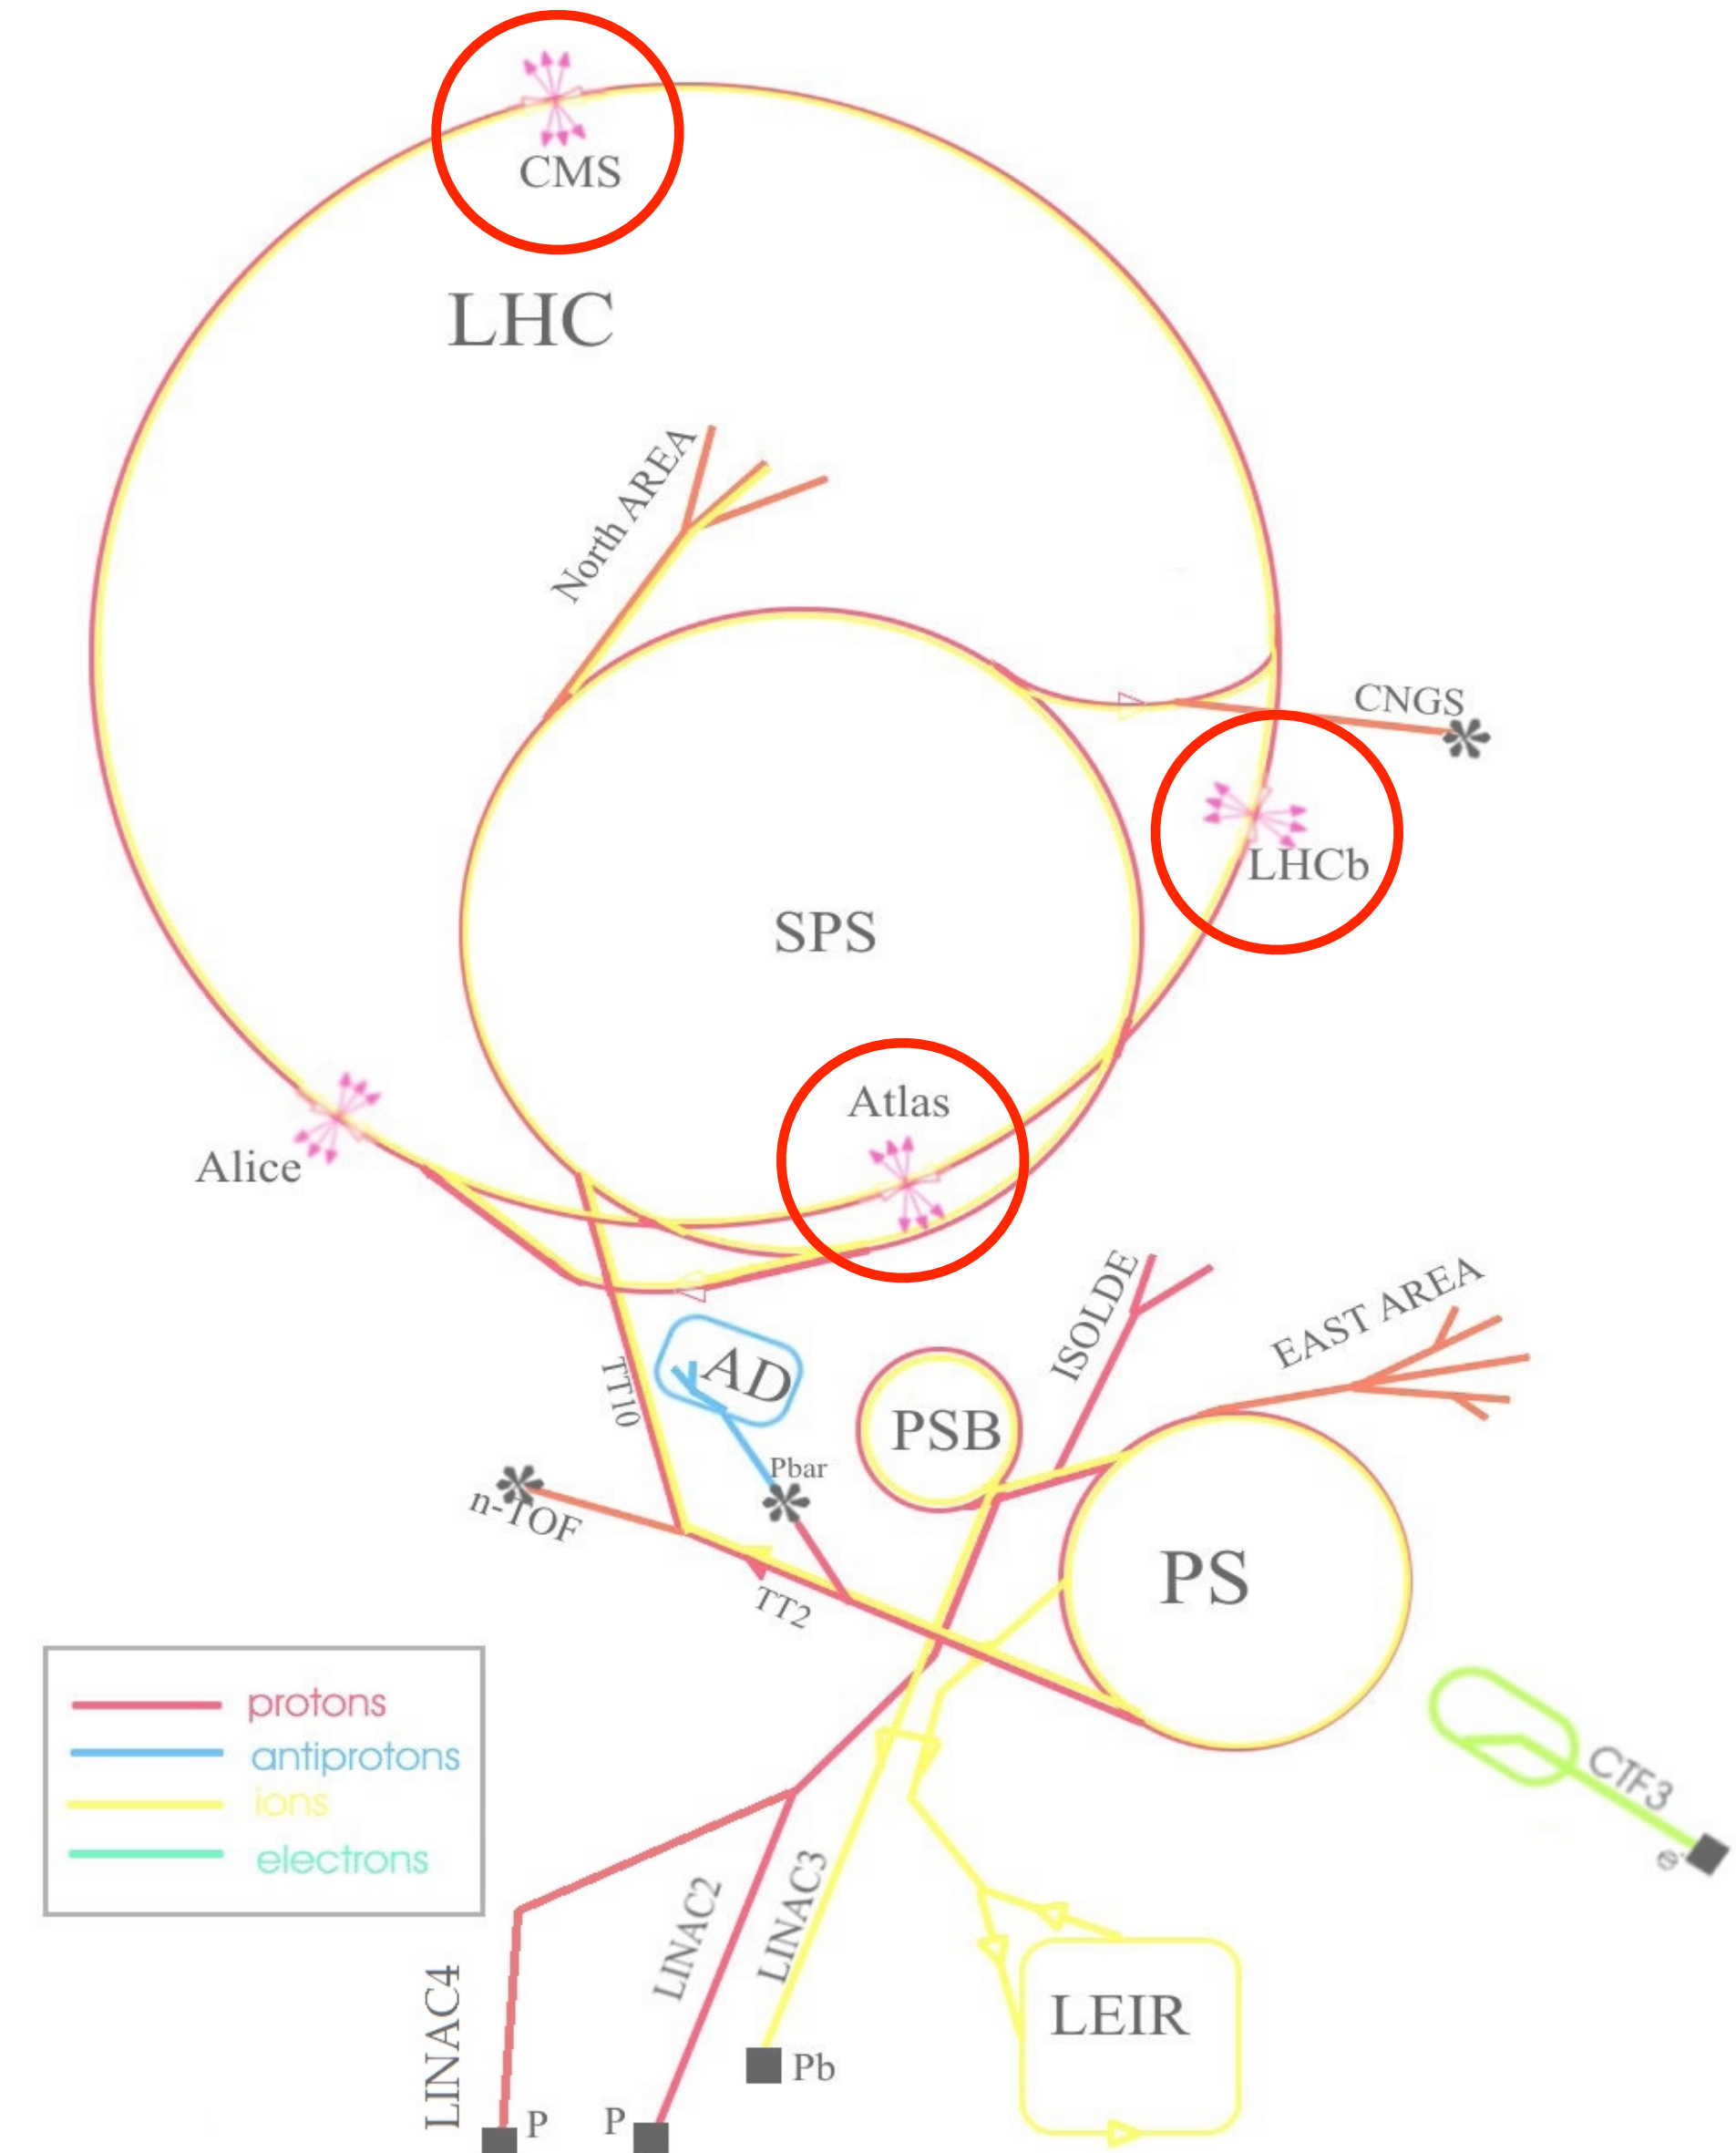 CMS
LHC
North AREA
CNGS
LHCb
SPS
Atlas
Alice
ISOLDE
EAST AREA
TT10
AD
PSB
Pbar
n-TOF
PS
TT2
protons
antiprotons
ions
electrons
CTF3
e-
LINAC2
LINAC3
LINAC4
LEIR
Pb
P
P